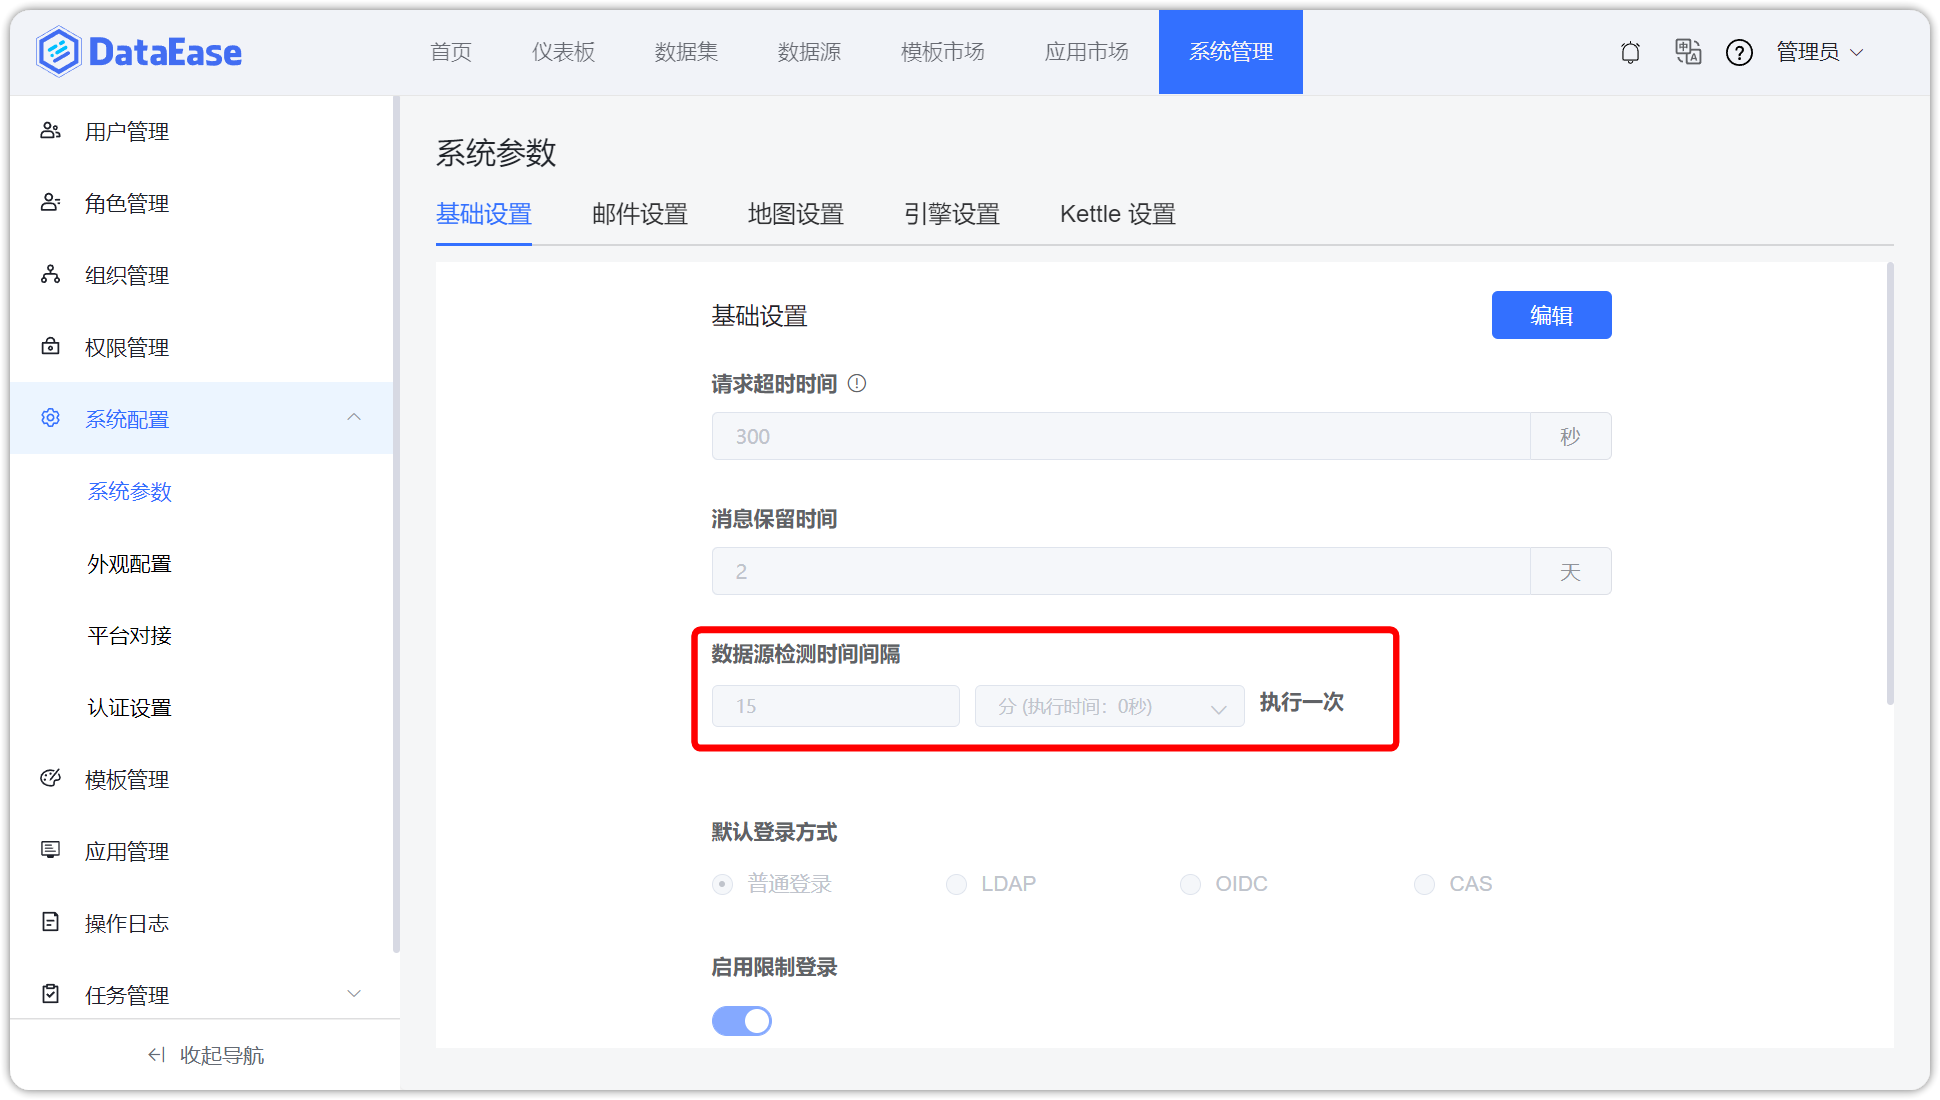 DataEase
首页
仪表板
数据集
数据源
模板市场
应用市场
系统管理
管理员
用户管理
角色管理
组织管理
权限管理
系统配置
系统参数
外观配置
平台对接
认证设置
模板管理
应用管理
操作日志
任务管理
收起导航
系统参数
基础设置
邮件设置
地图设置
引擎设置
Kettle 设置
基础设置
编辑
请求超时时间
300
秒
消息保留时间
2
天
数据源检测时间间隔
15
分 (执行时间：0秒)
执行一次
默认登录方式
普通登录
LDAP
OIDC
CAS
启用限制登录